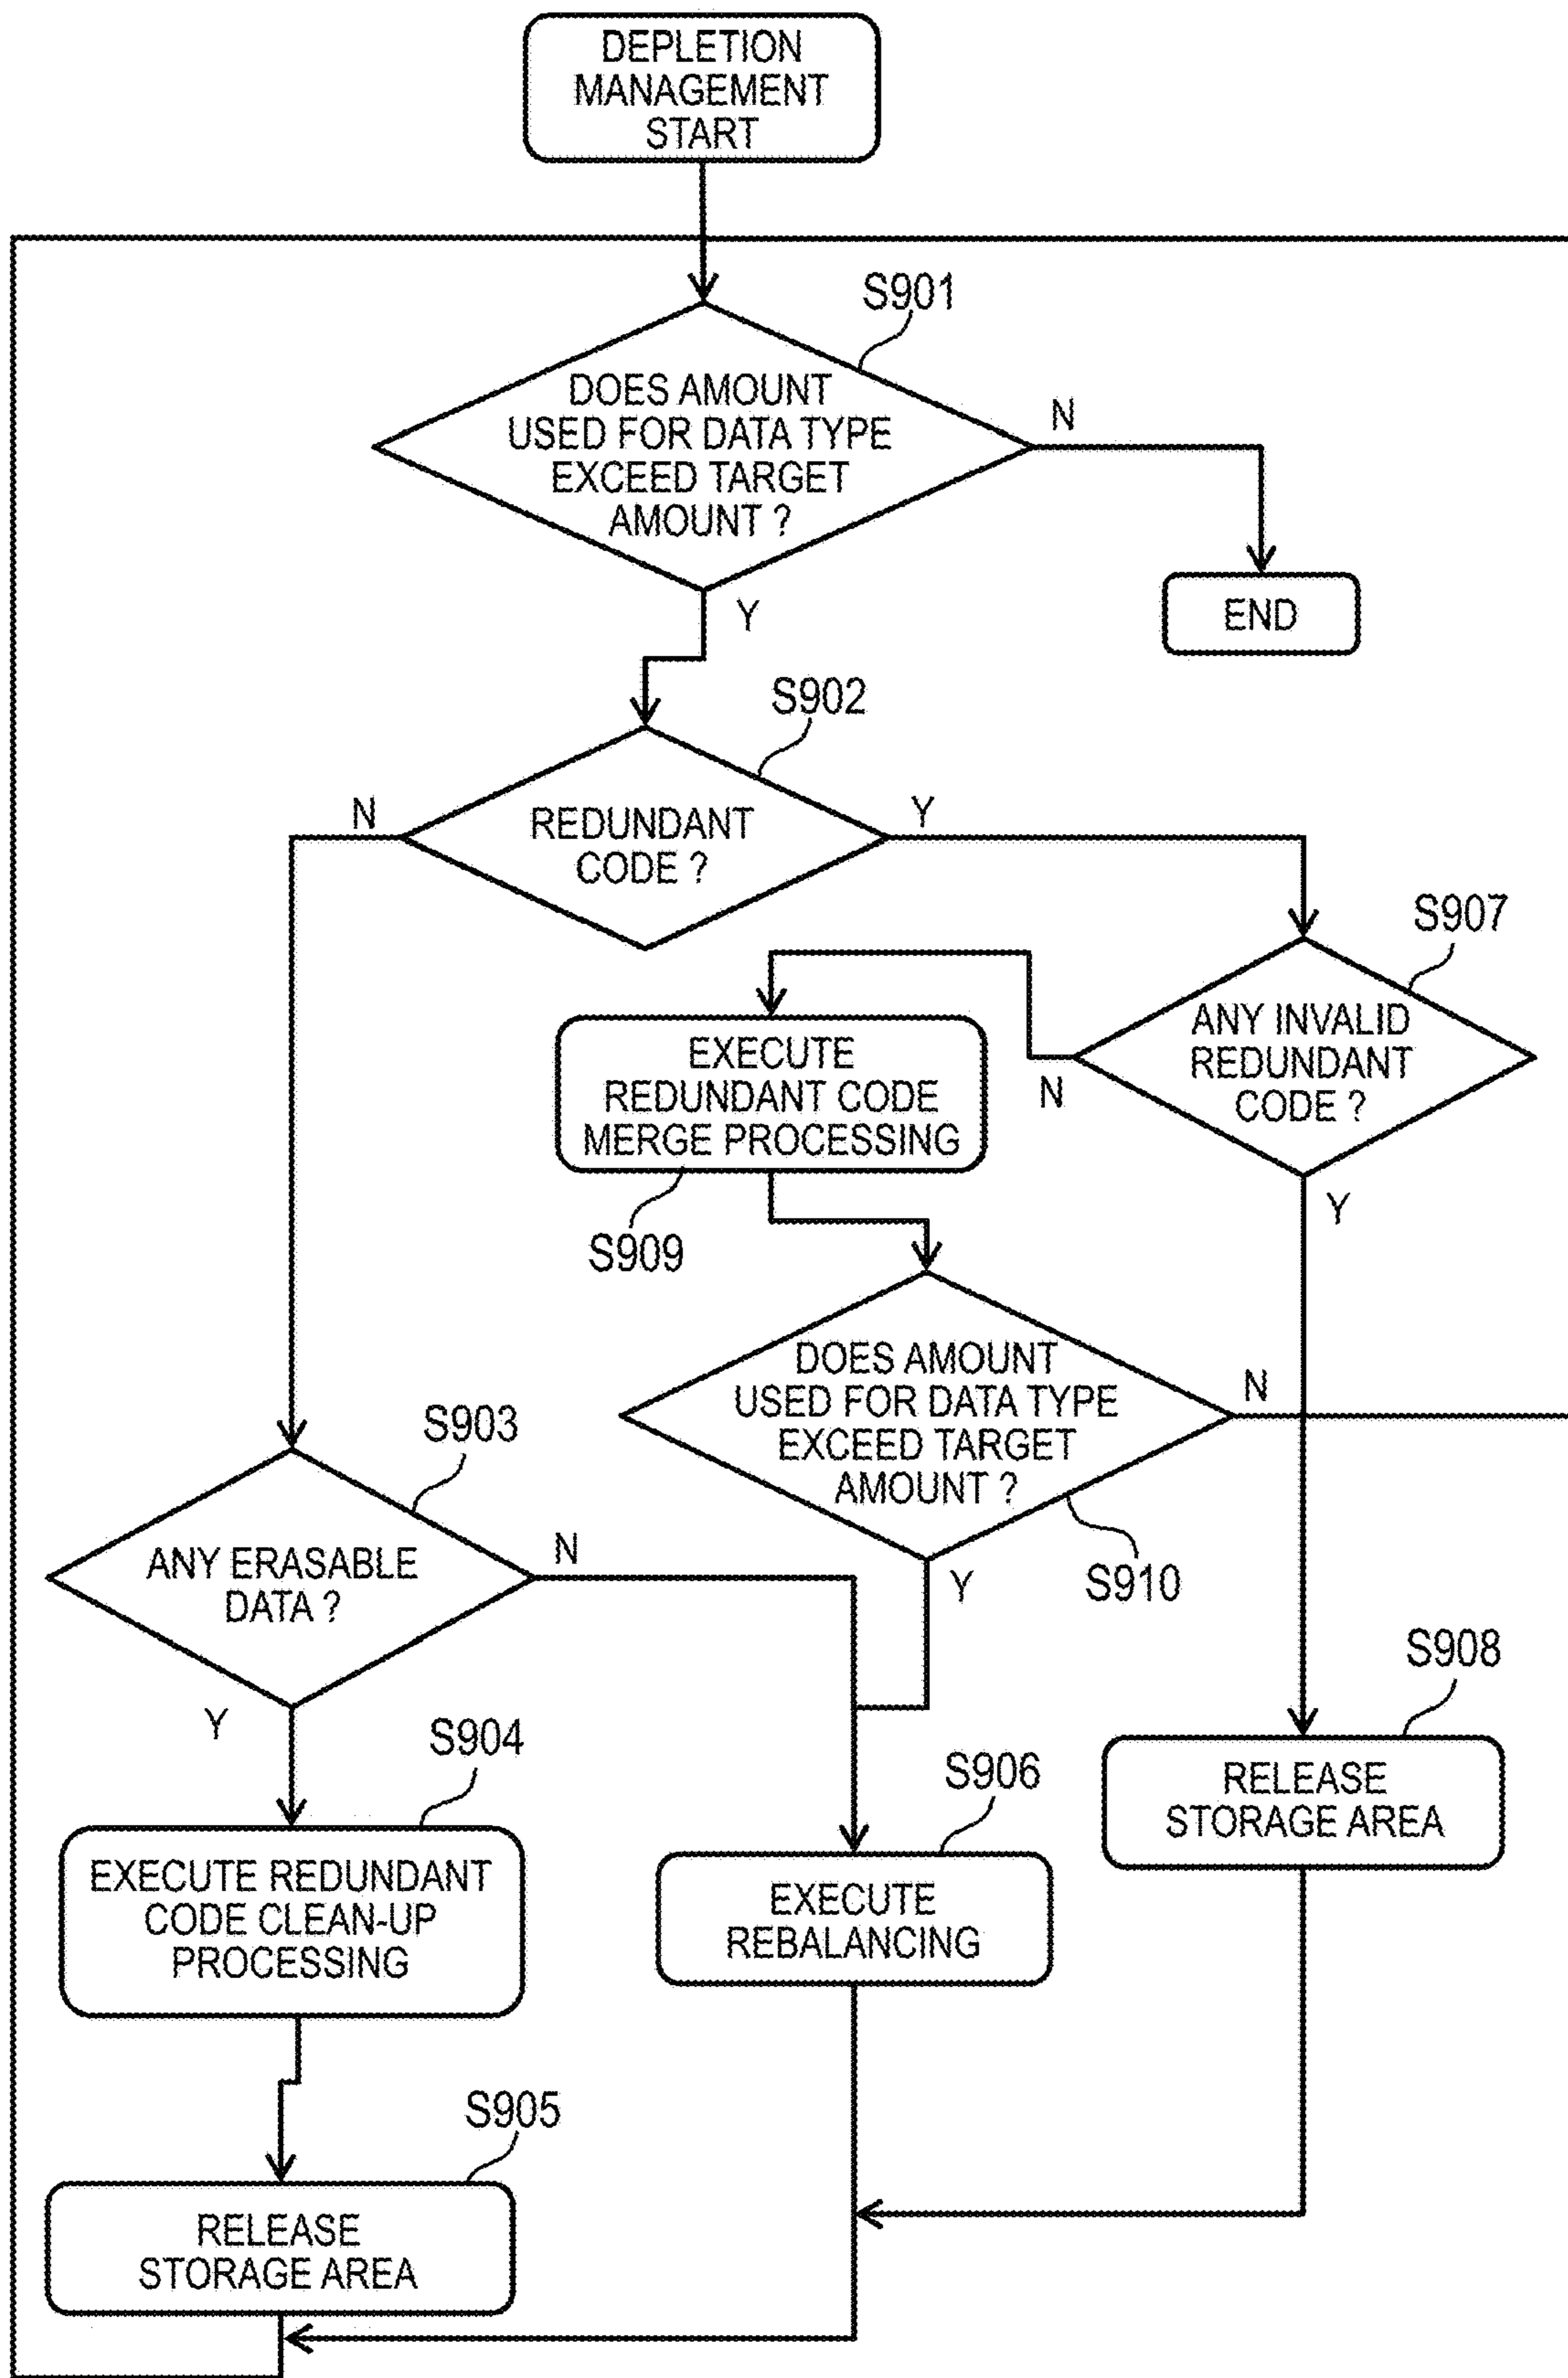 DEPLETION
MANAGEMENT
START
S901
DOES AMOUNT
USED FOR DATA TYPE
EXCEED TARGET
AMOUNT ?
N
Y
END
S902
REDUNDANT
CODE ?
N
Y
S907
ANY INVALID
REDUNDANT
CODE ?
N
Y
EXECUTE
REDUNDANT CODE
MERGE PROCESSING
S909
DOES AMOUNT
USED FOR DATA TYPE
EXCEED TARGET
AMOUNT ?
N
Y
S910
S903
ANY ERASABLE
DATA ?
N
Y
S904
EXECUTE REDUNDANT
CODE CLEAN-UP
PROCESSING
S906
EXECUTE
REBALANCING
S908
RELEASE
STORAGE AREA
S905
RELEASE
STORAGE AREA